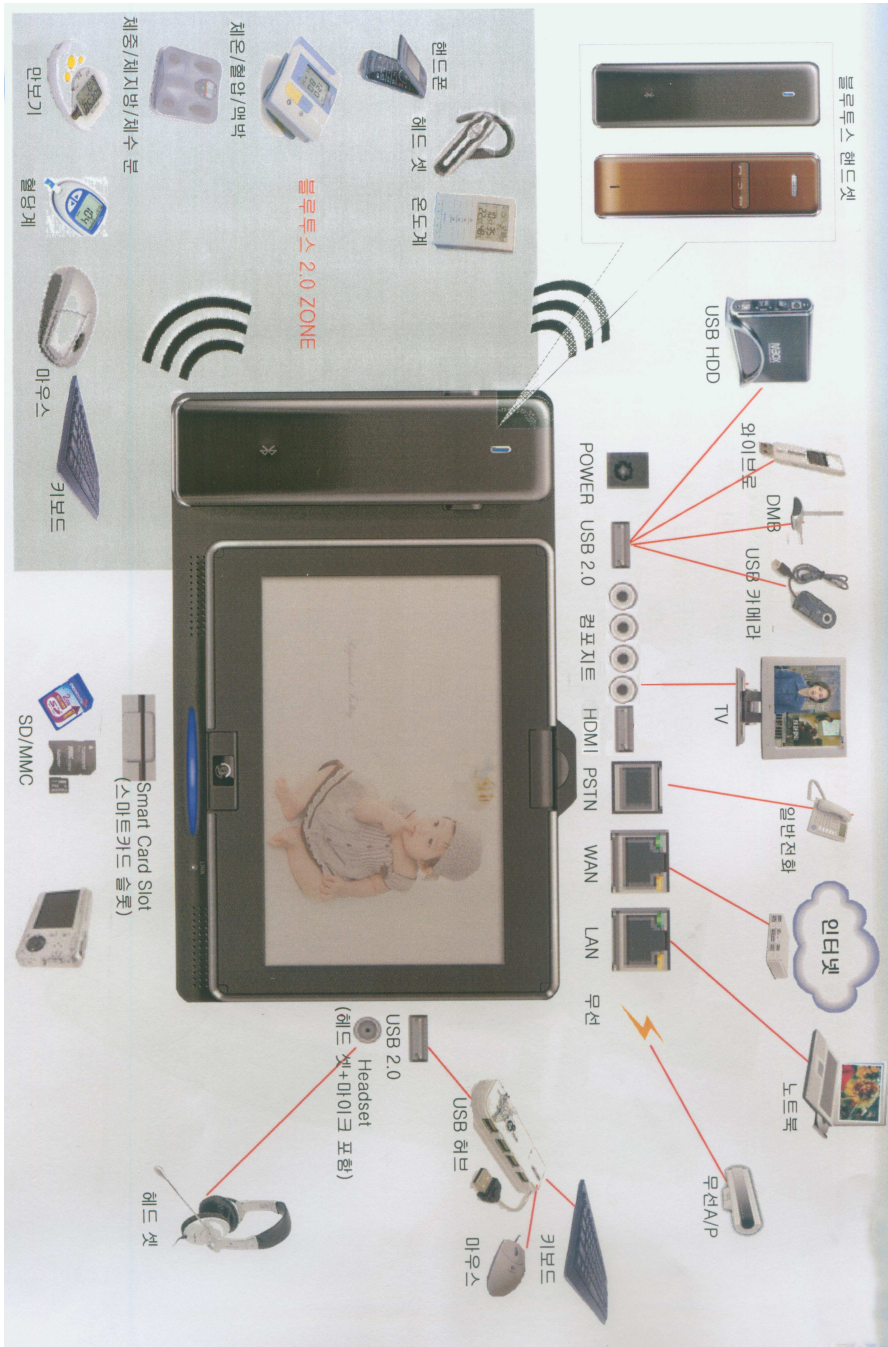 블루투스 핸드셋
USB HDD
와이브로
DMB
USB 카메라
TV
일반전화
인터넷
노트북
무선A/P
POWER
USB 2.0
컴포지트
HDMI
PSTN
WAN
LAN
무선
핸드폰
헤드 셋
온도계
체온/혈압/맥박
체중/체지방/체수 분
만보기
혈당계
블루투스 2.0 ZONE
마우스
키보드
USB 2.0
Headset
(헤드 셋+마이크 포함)
USB 허브
키보드
마우스
헤드 셋
Smart Card Slot
(스마트카드 슬롯)
SD/MMC